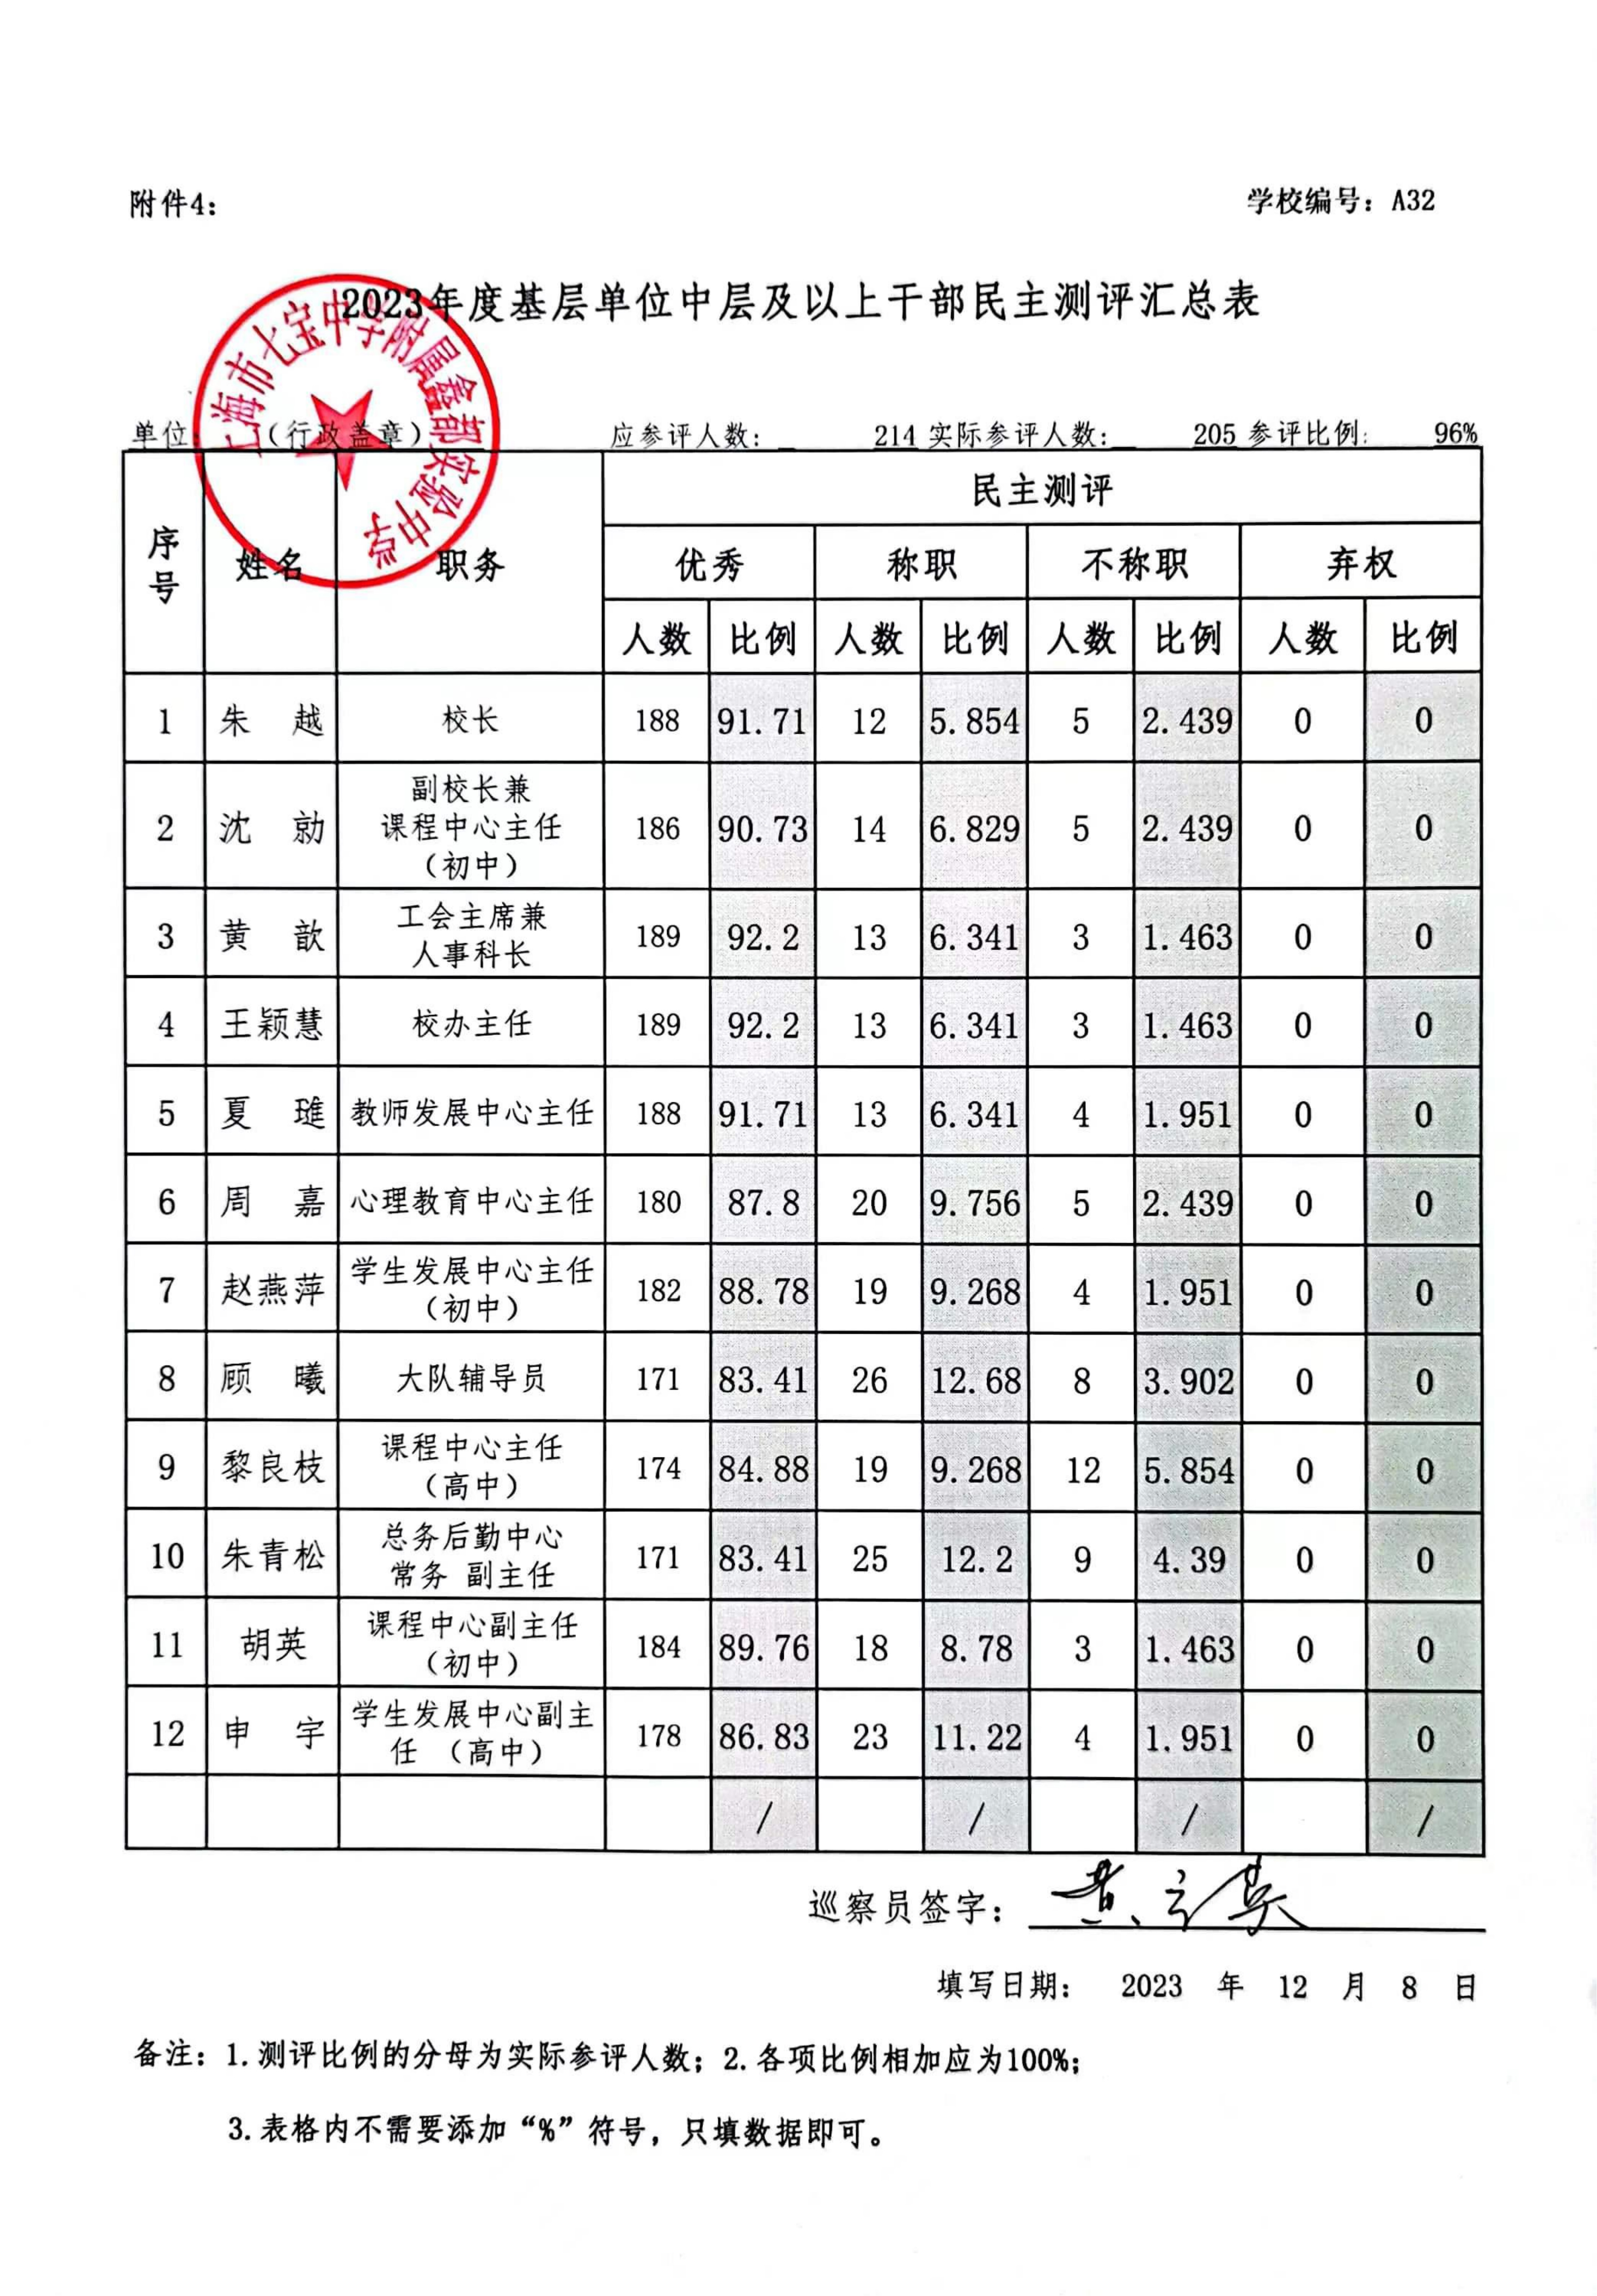 附件4：
学校编号：A32
2023年度基层单位中层及以上干部民主测评汇总表
上海市七宝中学附属鑫都实验中学
单位：（行政盖章） 应参评人数： 214 实际参评人数： 205 参评比例： 96%
序号 姓名 职务 民主测评
优秀 称职 不称职 弃权
人数 比例 人数 比例 人数 比例 人数 比例
1 朱 越 校长 188 91.71 12 5.854 5 2.439 0 0
2 沈 勍 副校长兼课程中心主任（初中） 186 90.73 14 6.829 5 2.439 0 0
3 黄 歆 工会主席兼人事科长 189 92.2 13 6.341 3 1.463 0 0
4 王颖慧 校办主任 189 92.2 13 6.341 3 1.463 0 0
5 夏 琟 教师发展中心主任 188 91.71 13 6.341 4 1.951 0 0
6 周 嘉 心理教育中心主任 180 87.8 20 9.756 5 2.439 0 0
7 赵燕萍 学生发展中心主任（初中） 182 88.78 19 9.268 4 1.951 0 0
8 顾 曦 大队辅导员 171 83.41 26 12.68 8 3.902 0 0
9 黎良枝 课程中心主任（高中） 174 84.88 19 9.268 12 5.854 0 0
10 朱青松 总务后勤中心常务 副主任 171 83.41 25 12.2 9 4.39 0 0
11 胡英 课程中心副主任（初中） 184 89.76 18 8.78 3 1.463 0 0
12 申 宇 学生发展中心副主任 （高中） 178 86.83 23 11.22 4 1.951 0 0
/ / / /
巡察员签字：
填写日期： 2023 年 12 月 8 日
备注：1.测评比例的分母为实际参评人数；2.各项比例相加应为100%；
3.表格内不需要添加“%”符号，只填数据即可。